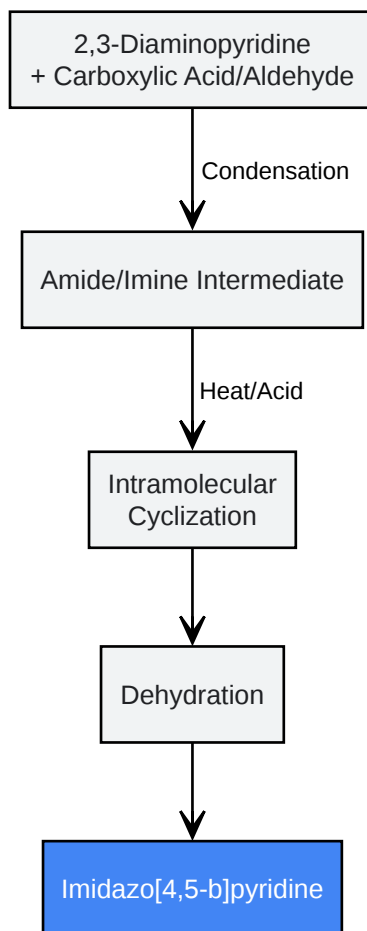 2,3-Diaminopyridine
+ Carboxylic Acid/Aldehyde
Condensation
Amide/Imine Intermediate
Heat/Acid
Intramolecular
Cyclization
Dehydration
Imidazo[4,5-b]pyridine